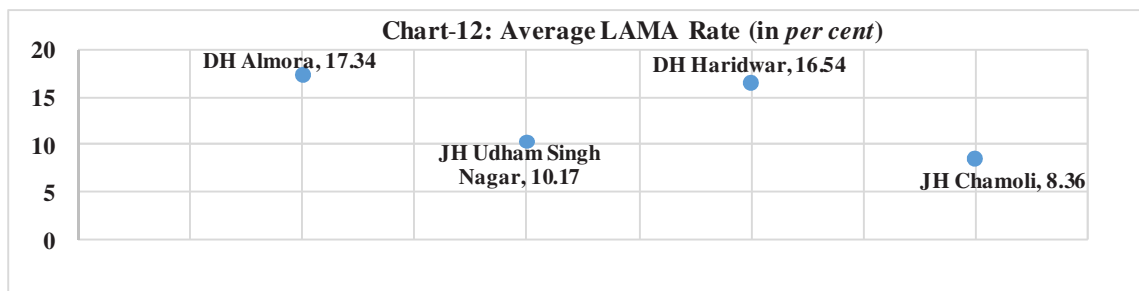 Chart-12: Average LAMA Rate (in per cent)
20
DH Almora, 17.34
DH Haridwar, 16.54
15
10
JH Udham Singh
Nagar, 10.17
JH Chamoli, 8.36
5
0